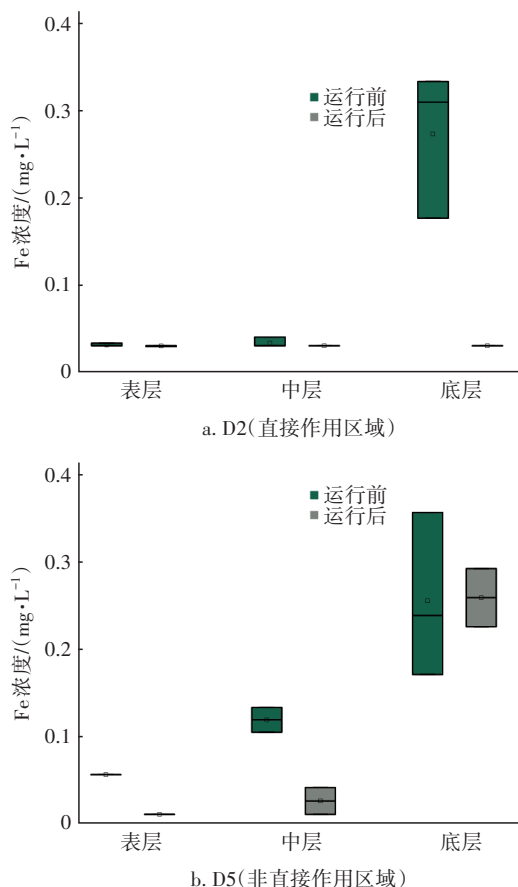 0.4
0.3
0.2
0.1
0
Fe浓度/(mg·L⁻¹)
运行前
运行后
表层 中层 底层
a. D2(直接作用区域)
0.4
0.3
0.2
0.1
0
Fe浓度/(mg·L⁻¹)
运行前
运行后
表层 中层 底层
b. D5(非直接作用区域)